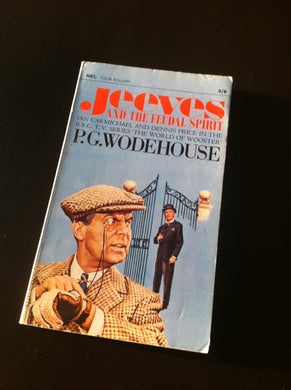 NEL FOUR SQUARE
3/6
Jeeves
AND THE FEUDAL SPIRIT
IAN CARMICHAEL AND DENNIS PRICE IN THE
B.B.C. T.V. SERIES "THE WORLD OF WOOSTER"
P.G.WODEHOUSE